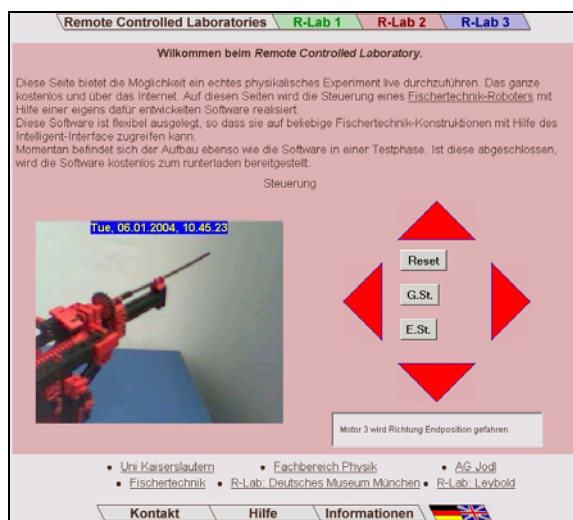 Remote Controlled Laboratories R-Lab 1 R-Lab 2 R-Lab 3
Wilkommen beim Remote Controlled Laboratory.
Diese Seite bietet die Möglichkeit ein echtes physikalisches Experiment live durchzuführen. Das ganze
kostenlos und über das Internet. Auf diesen Seiten wird die Steuerung eines Fischertechnik-Roboters mit
Hilfe einer eigens dafür entwickelten Software realisiert.
Diese Software ist flexibel ausgelegt, so dass sie auf beliebige Fischertechnik-Konstruktionen mit Hilfe des
Intelligent-Interface zugreifen kann.
Momentan befindet sich der Aufbau ebenso wie die Software in einer Testphase. Ist diese abgeschlossen,
wird die Software kostenlos zum runterladen bereitgestellt.
Steuerung
Tue, 06.01.2004, 10.45.23
Reset
G.St.
E.St.
Motor 3 wird Richtung Endposition gefahren.
• Uni Kaiserslautern • Fachbereich Physik • AG Jodl
• Fischertechnik • R-Lab: Deutsches Museum München • R-Lab: Leybold
Kontakt Hilfe Informationen